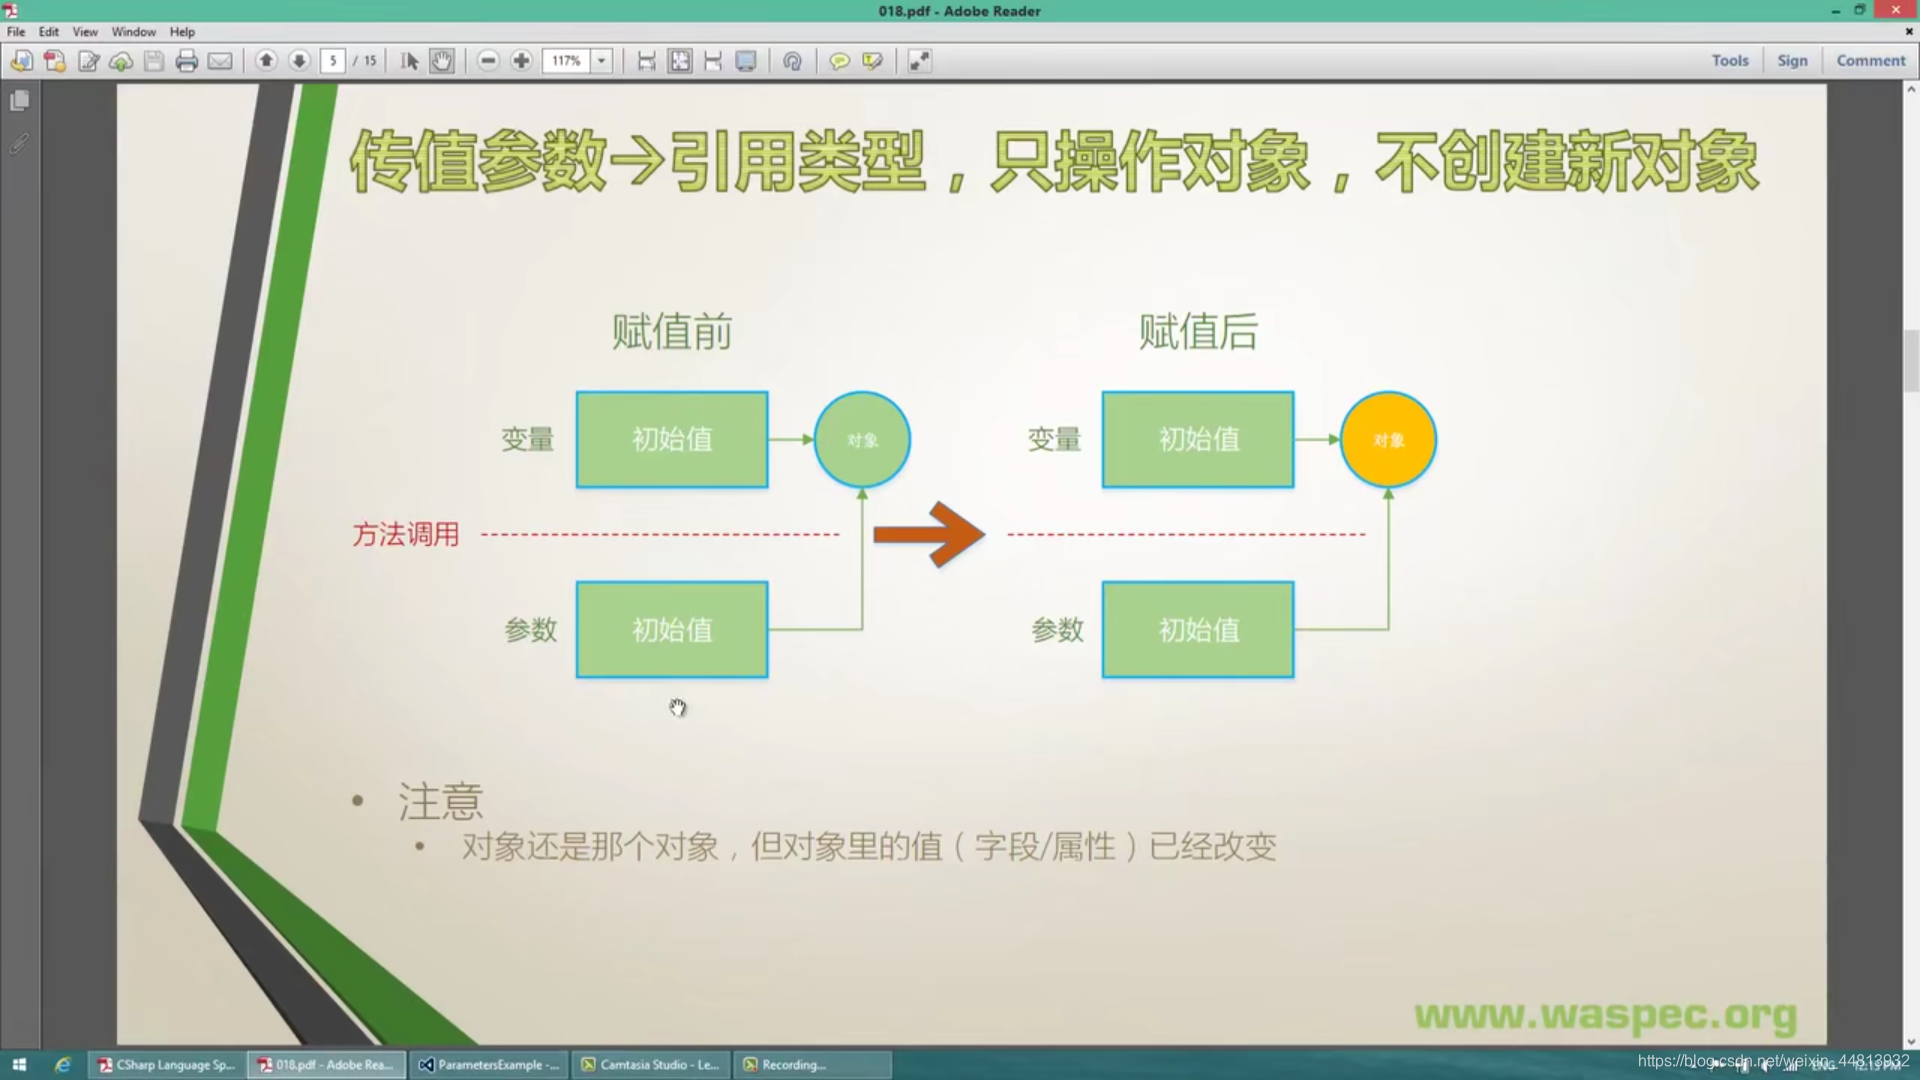 018.pdf - Adobe Reader
File Edit View Window Help
5 / 15 117% Tools Sign Comment
传值参数→引用类型，只操作对象，不创建新对象
赋值前 赋值后
变量 初始值 对象 变量 初始值 对象
方法调用
参数 初始值 参数 初始值
• 注意
• 对象还是那个对象，但对象里的值（字段/属性）已经改变
www.waspec.org
CSharp Language Sp... 018.pdf - Adobe Rea... ParametersExample -... Camtasia Studio - Le... Recording...
https://blog.csdn.net/weixin_44813932